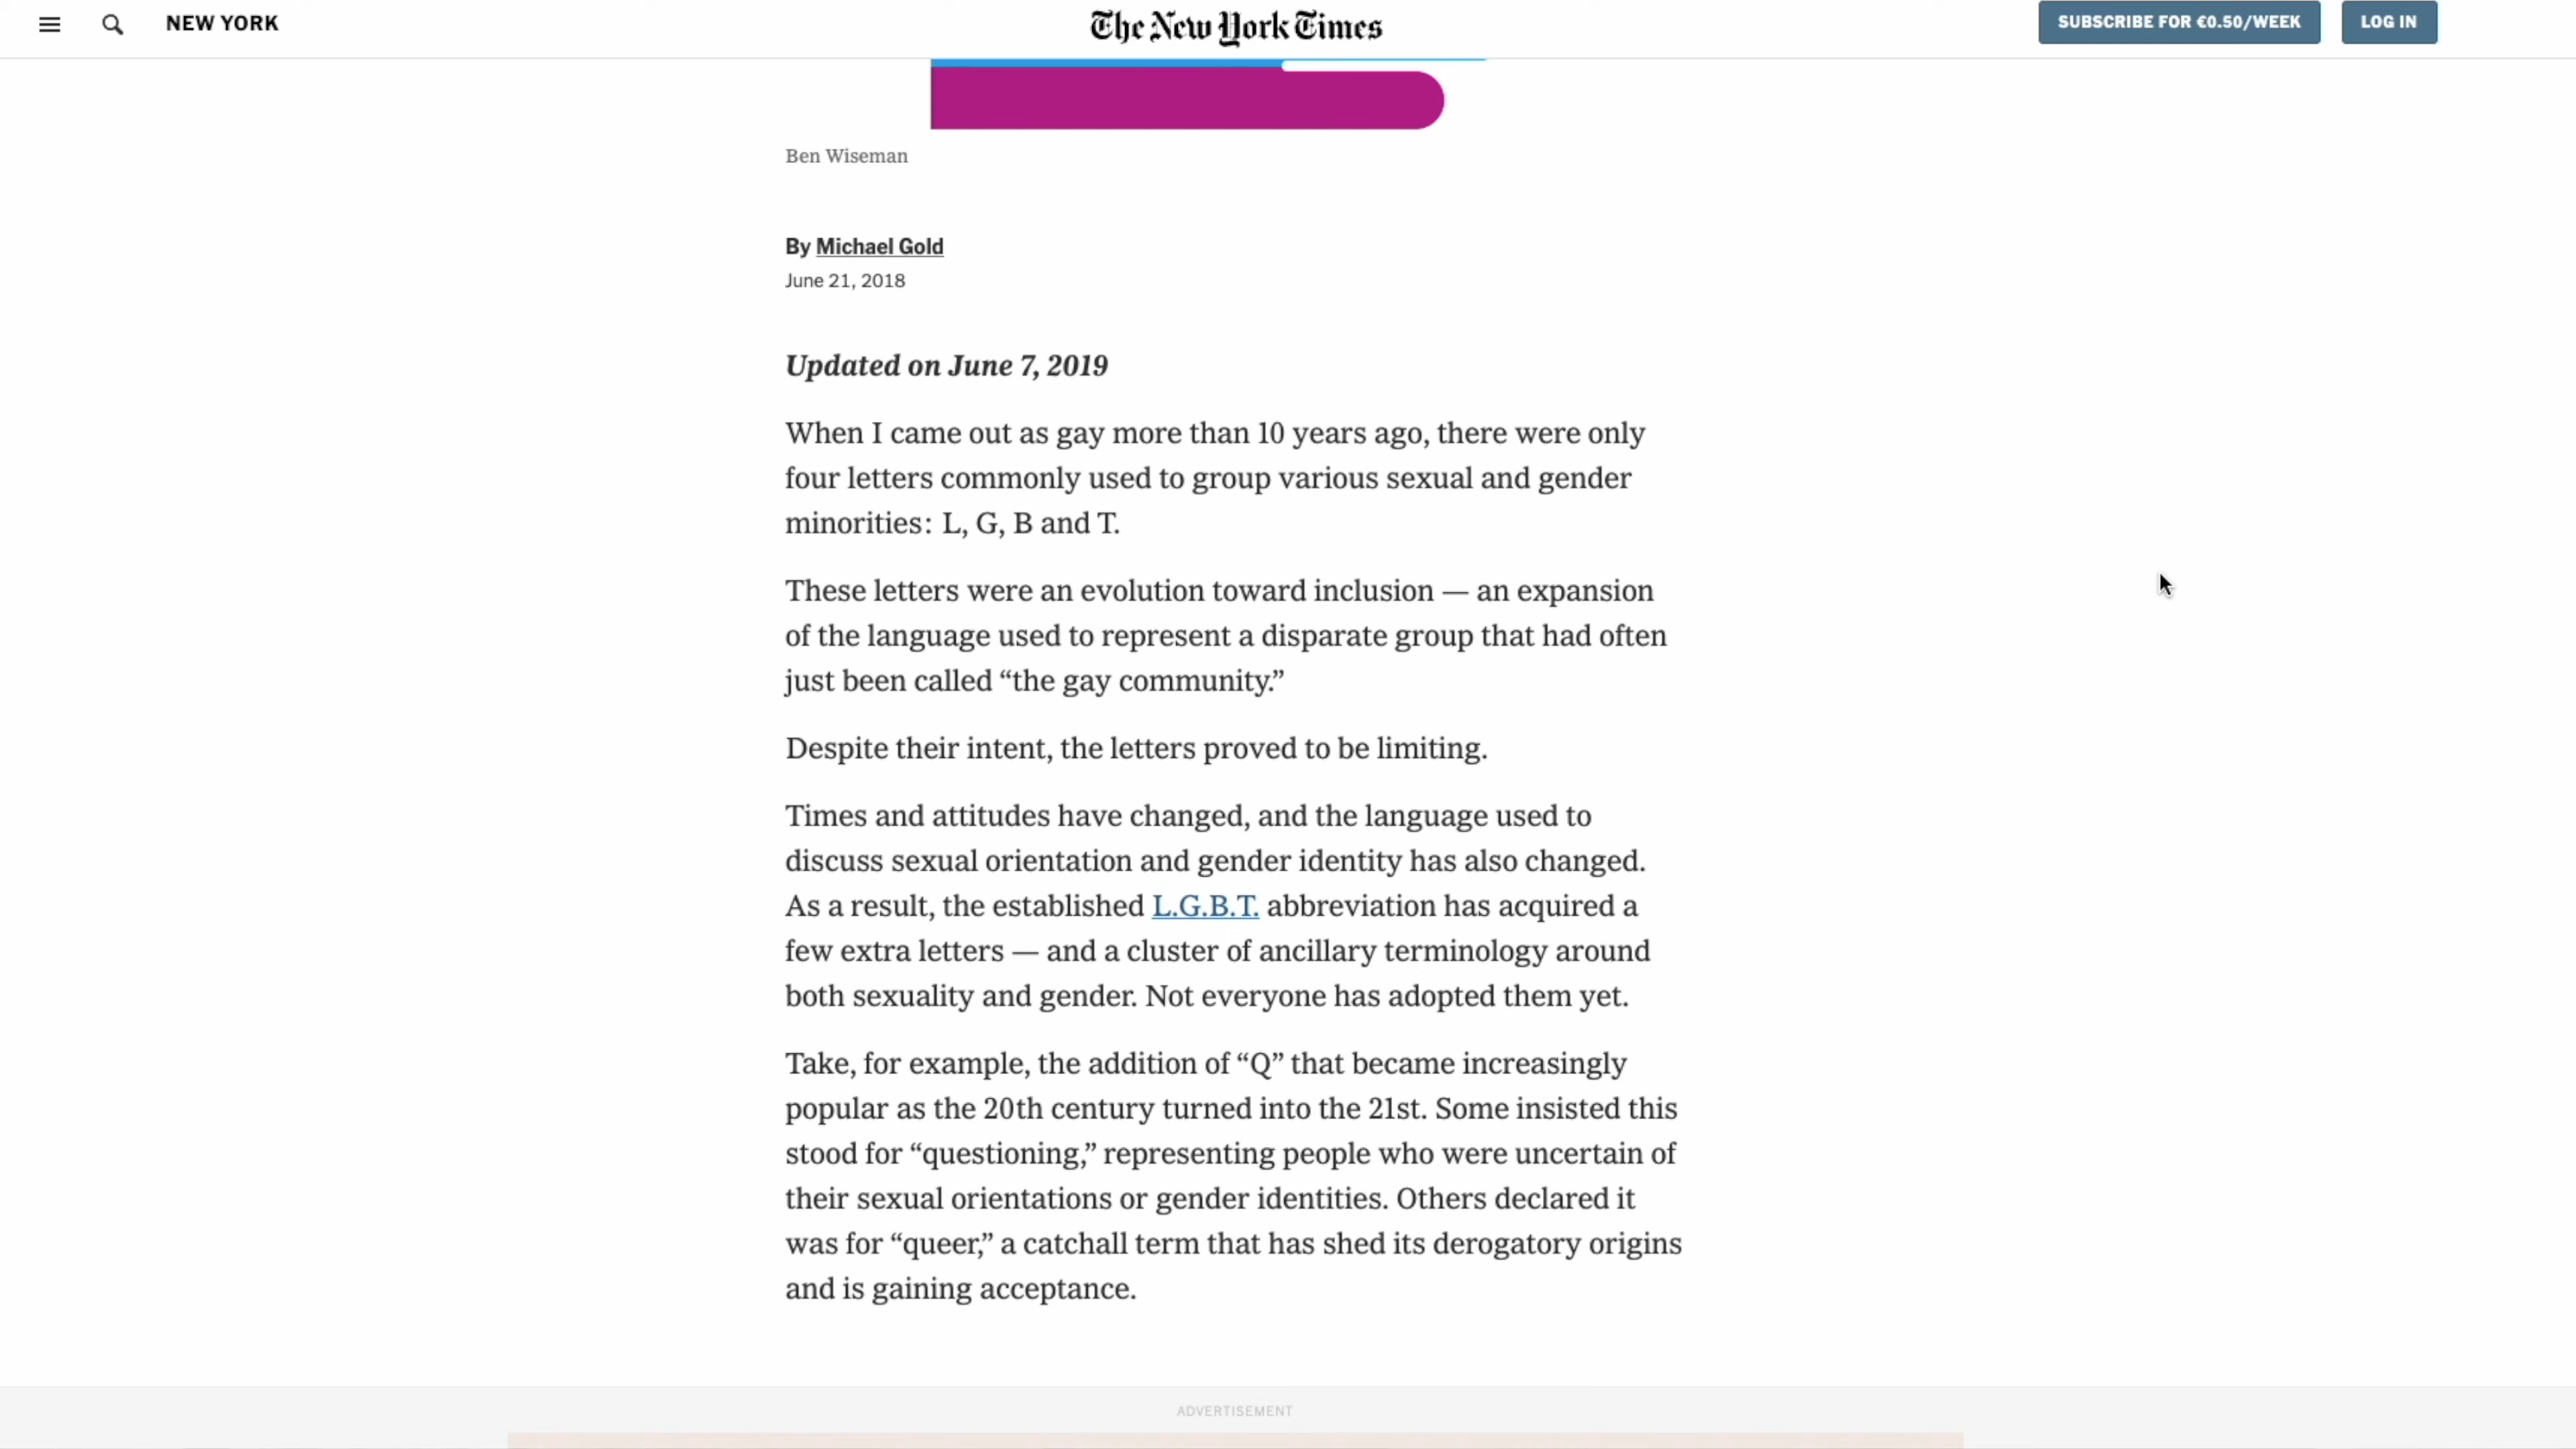 NEW YORK
The New York Times
SUBSCRIBE FOR €0.50/WEEK
LOG IN
Ben Wiseman
By Michael Gold
June 21, 2018
Updated on June 7, 2019
When I came out as gay more than 10 years ago, there were only
four letters commonly used to group various sexual and gender
minorities: L, G, B and T.
These letters were an evolution toward inclusion — an expansion
of the language used to represent a disparate group that had often
just been called “the gay community.”
Despite their intent, the letters proved to be limiting.
Times and attitudes have changed, and the language used to
discuss sexual orientation and gender identity has also changed.
As a result, the established L.G.B.T. abbreviation has acquired a
few extra letters — and a cluster of ancillary terminology around
both sexuality and gender. Not everyone has adopted them yet.
Take, for example, the addition of “Q” that became increasingly
popular as the 20th century turned into the 21st. Some insisted this
stood for “questioning,” representing people who were uncertain of
their sexual orientations or gender identities. Others declared it
was for “queer,” a catchall term that has shed its derogatory origins
and is gaining acceptance.
ADVERTISEMENT